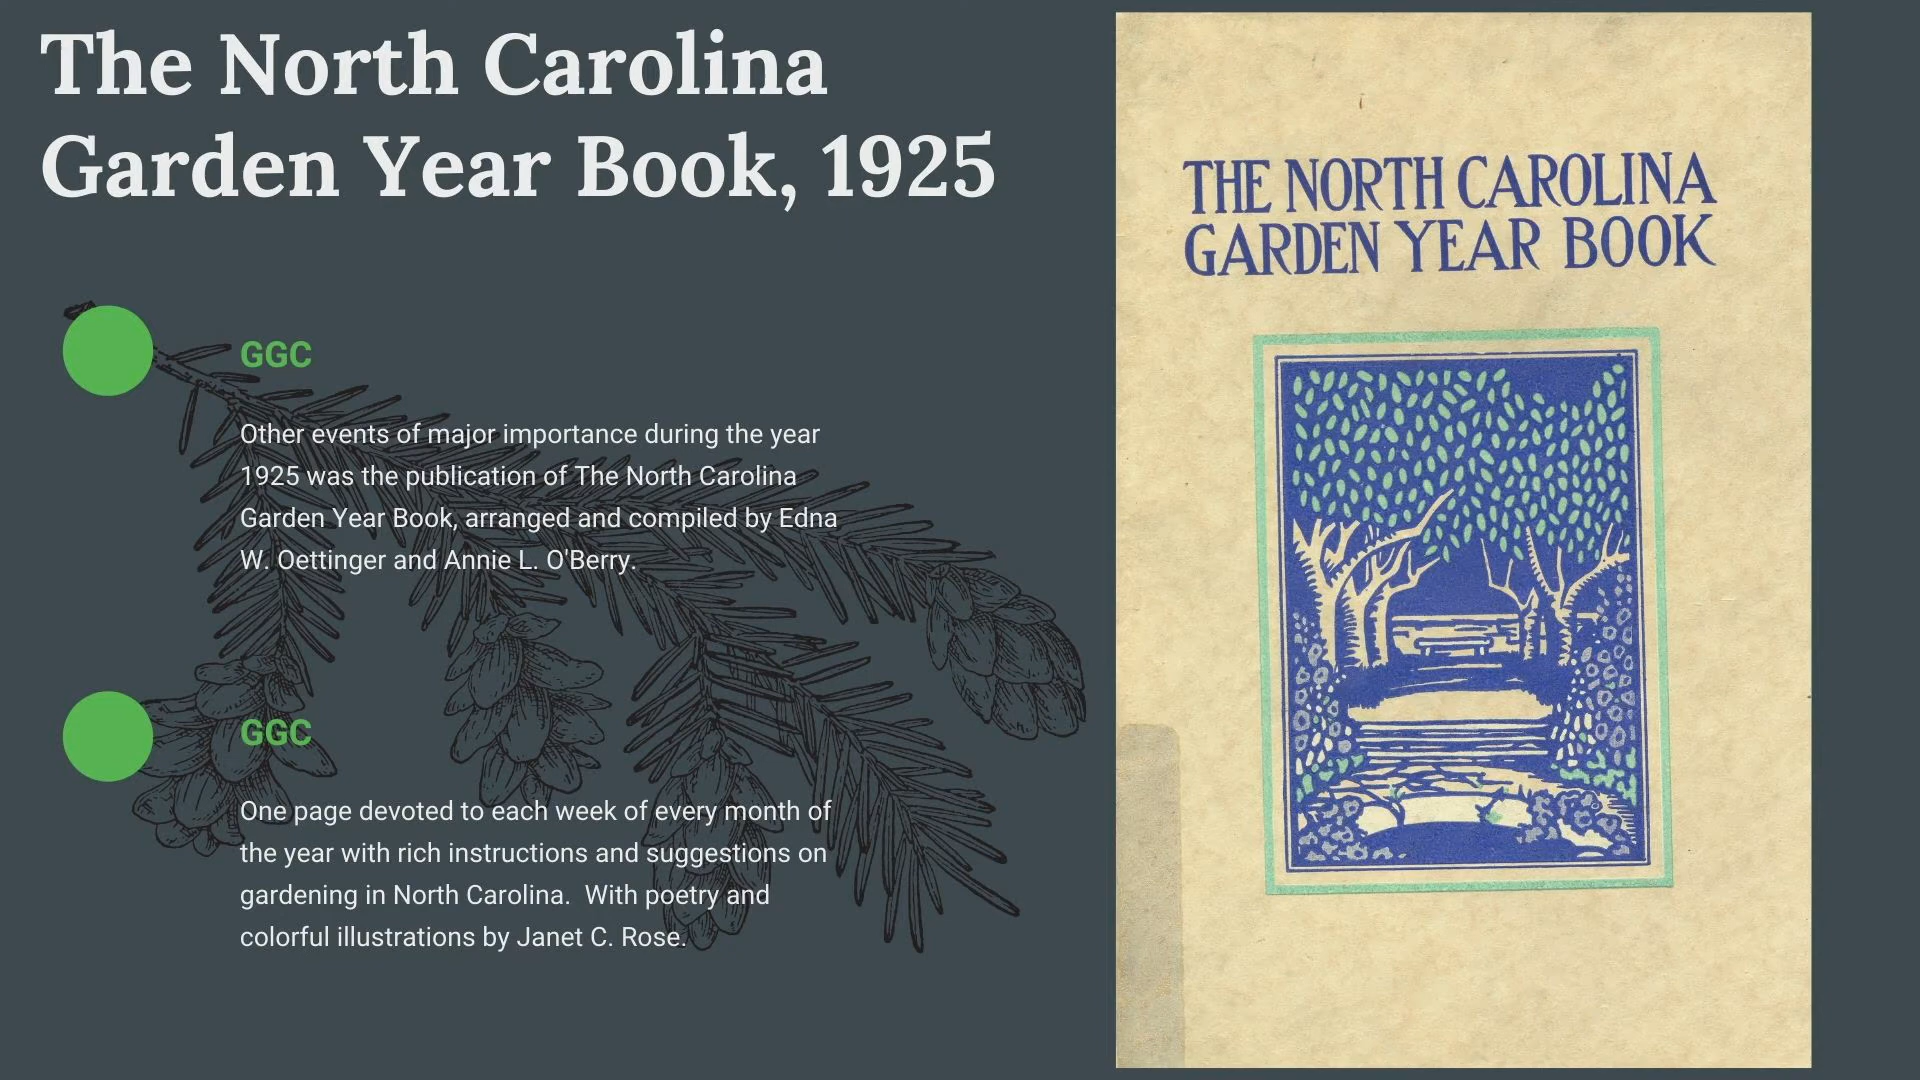 The North Carolina
Garden Year Book, 1925
GGC
Other events of major importance during the year
1925 was the publication of The North Carolina
Garden Year Book, arranged and compiled by Edna
W. Oettinger and Annie L. O'Berry.
GGC
One page devoted to each week of every month of
the year with rich instructions and suggestions on
gardening in North Carolina.  With poetry and
colorful illustrations by Janet C. Rose.
THE NORTH CAROLINA
GARDEN YEAR BOOK